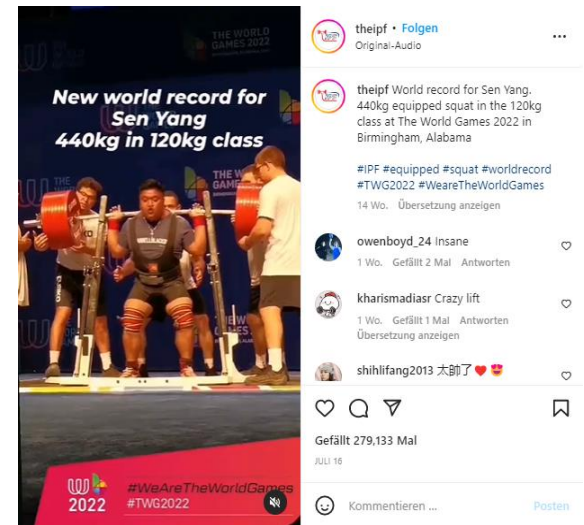 THE WORLD
GAMES 2022
New world record for
Sen Yang
440kg in 120kg class
2022
#WeAreTheWorldGames
#TWG2022
theipf • Folgen
Original-Audio
theipf World record for Sen Yang.
440kg equipped squat in the 120kg
class at The World Games 2022 in
Birmingham, Alabama
#IPF #equipped #squat #worldrecord
#TWG2022 #WeareTheWorldGames
14 Wo. Übersetzung anzeigen
owenboyd_24 Insane
1 Wo. Gefällt 2 Mal Antworten
kharismadiasr Crazy lift
1 Wo. Gefällt 1 Mal Antworten
Übersetzung anzeigen
shihlifang2013 太帥了❤️😍
Gefällt 279,133 Mal
JULI 16
Kommentieren ...
Posten